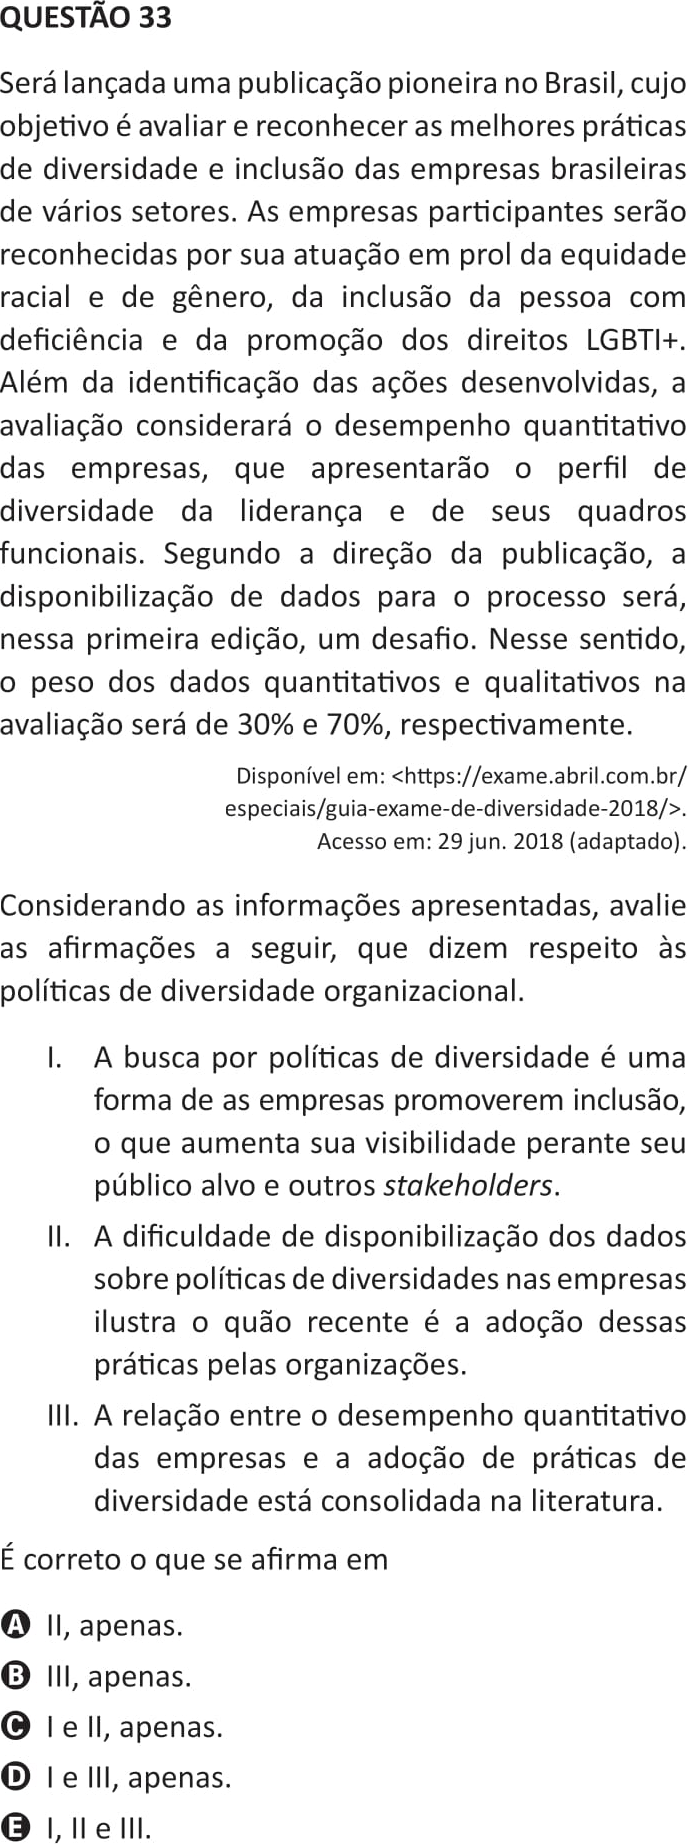 QUESTÃO 33
Será lançada uma publicação pioneira no Brasil, cujo
objetivo é avaliar e reconhecer as melhores práticas
de diversidade e inclusão das empresas brasileiras
de vários setores. As empresas participantes serão
reconhecidas por sua atuação em prol da equidade
racial e de gênero, da inclusão da pessoa com
deficiência e da promoção dos direitos LGBTI+.
Além da identificação das ações desenvolvidas, a
avaliação considerará o desempenho quantitativo
das empresas, que apresentarão o perfil de
diversidade da liderança e de seus quadros
funcionais. Segundo a direção da publicação, a
disponibilização de dados para o processo será,
nessa primeira edição, um desafio. Nesse sentido,
o peso dos dados quantitativos e qualitativos na
avaliação será de 30% e 70%, respectivamente.
Disponível em: <https://exame.abril.com.br/
especiais/guia-exame-de-diversidade-2018/>.
Acesso em: 29 jun. 2018 (adaptado).
Considerando as informações apresentadas, avalie
as afirmações a seguir, que dizem respeito às
políticas de diversidade organizacional.
I. A busca por políticas de diversidade é uma
forma de as empresas promoverem inclusão,
o que aumenta sua visibilidade perante seu
público alvo e outros stakeholders.
II. A dificuldade de disponibilização dos dados
sobre políticas de diversidades nas empresas
ilustra o quão recente é a adoção dessas
práticas pelas organizações.
III. A relação entre o desempenho quantitativo
das empresas e a adoção de práticas de
diversidade está consolidada na literatura.
É correto o que se afirma em
A II, apenas.
B III, apenas.
C I e II, apenas.
D I e III, apenas.
E I, II e III.